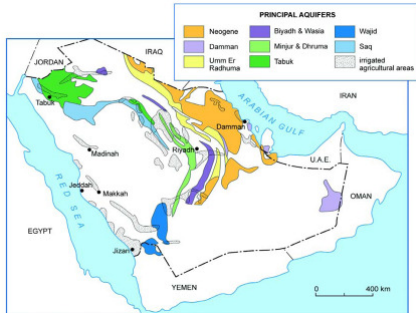 PRINCIPAL AQUIFERS
Neogene
Damman
Umm Er
Radhuma
Biyadh & Wasia
Minjur & Dhruma
Tabuk
Wajid
Saq
irrigated
agricultural areas
JORDAN
IRAQ
IRAN
Tabuk
ARABIAN GULF
Dammah
Riyadh
Madinah
U.A.E.
Jeddah
Makkah
OMAN
RED SEA
EGYPT
Jizan
YEMEN
0
400 km